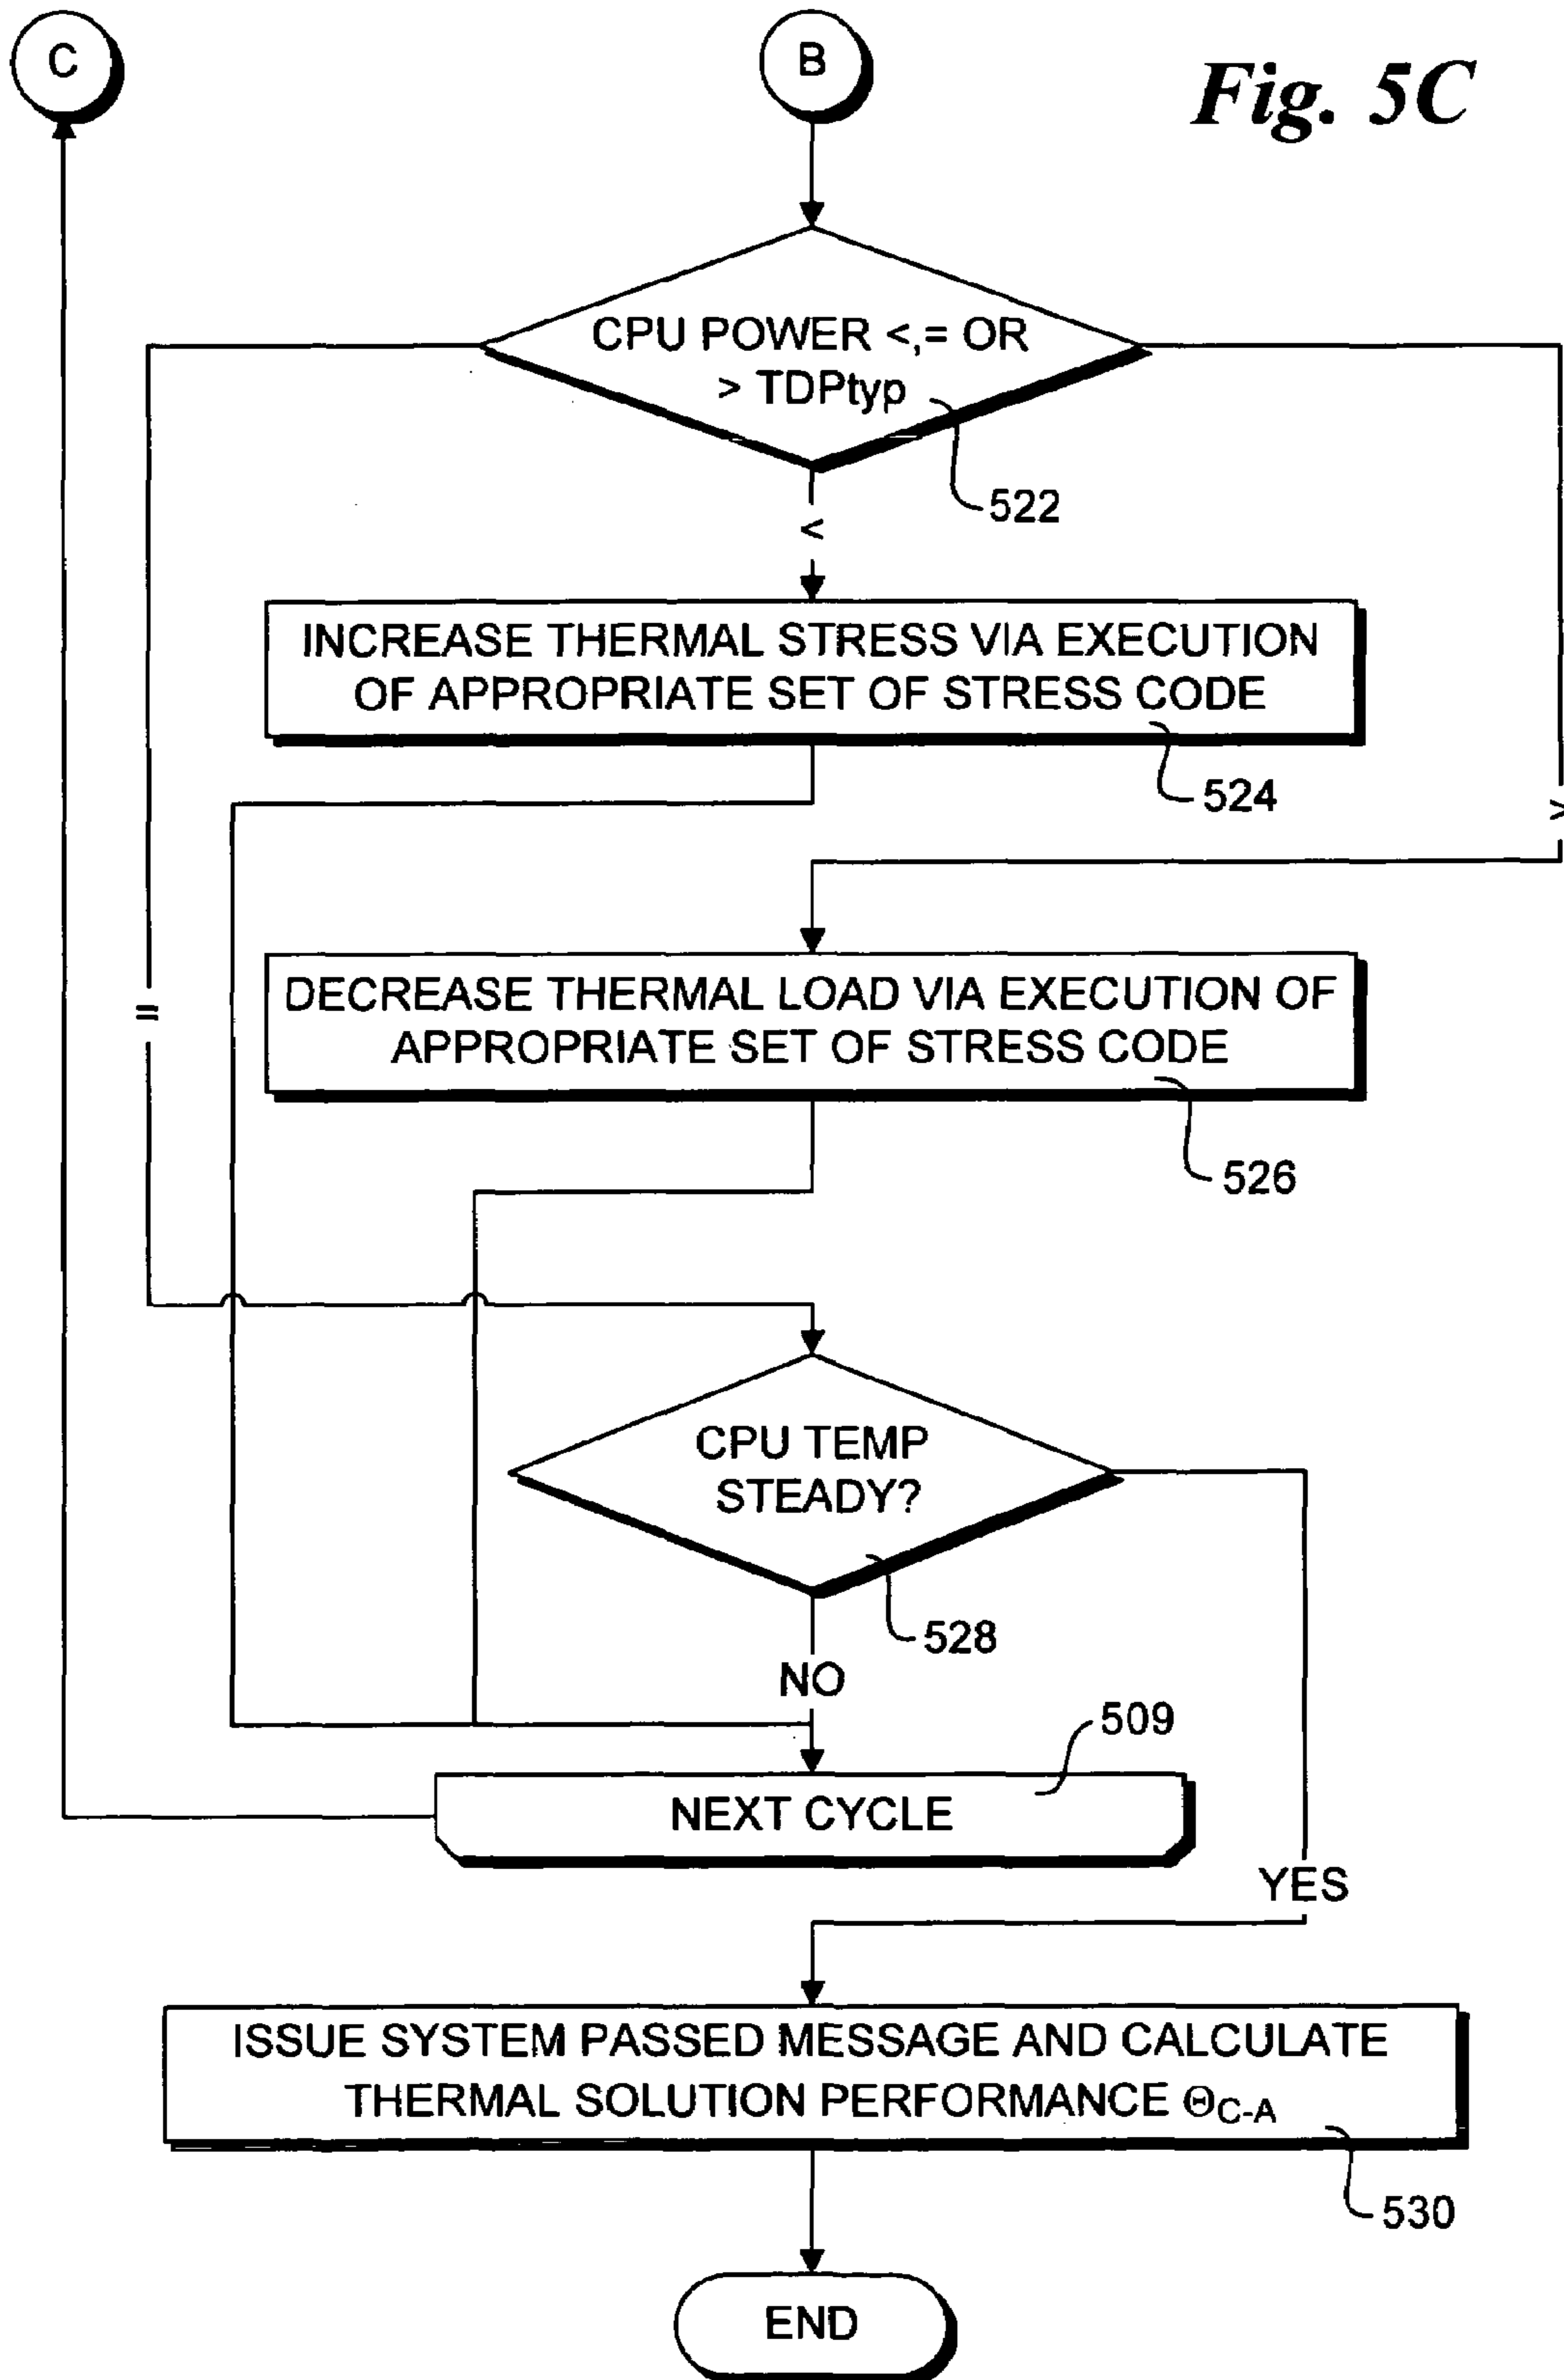 C
B
Fig. 5C
CPU POWER <,= OR
> TDPtyp
522
<
INCREASE THERMAL STRESS VIA EXECUTION
OF APPROPRIATE SET OF STRESS CODE
524
>
DECREASE THERMAL LOAD VIA EXECUTION OF
APPROPRIATE SET OF STRESS CODE
=
526
CPU TEMP
STEADY?
528
NO
509
NEXT CYCLE
YES
ISSUE SYSTEM PASSED MESSAGE AND CALCULATE
THERMAL SOLUTION PERFORMANCE ΘC-A
530
END